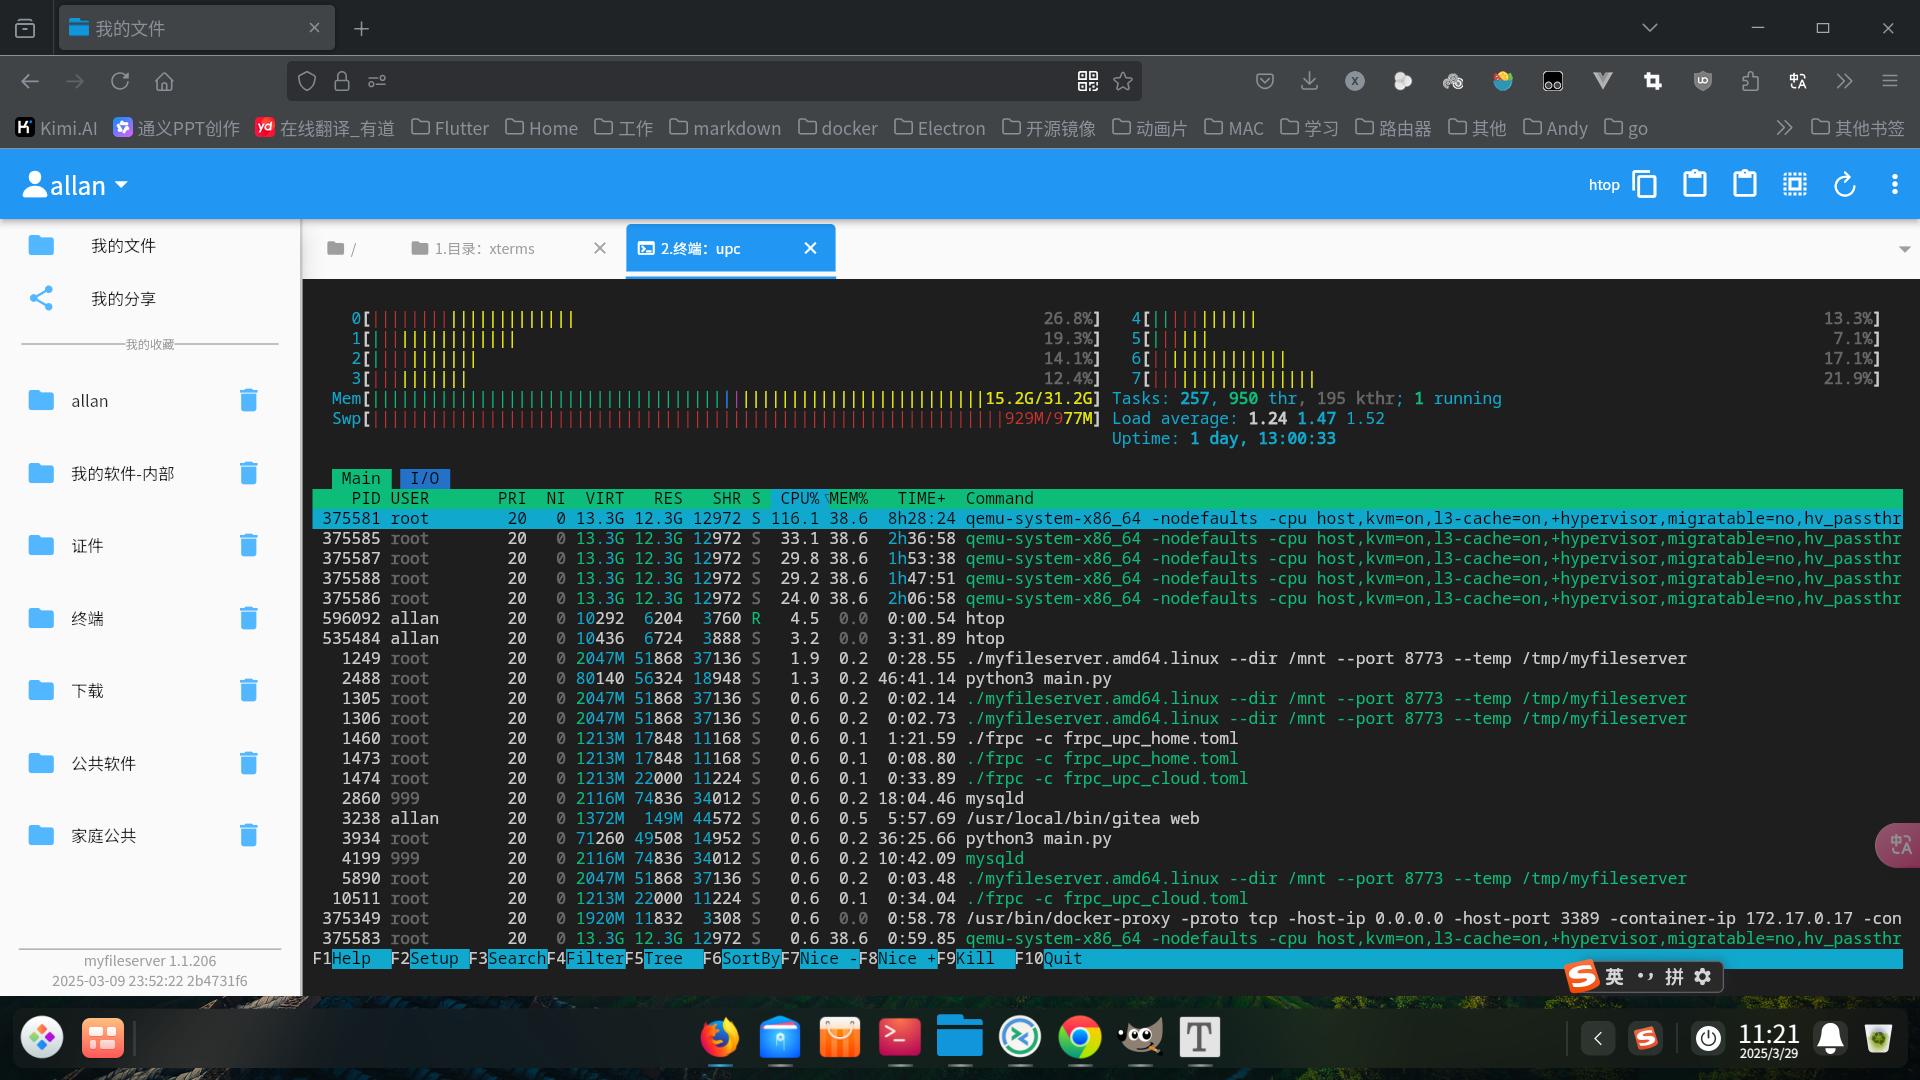 我的文件
Kimi.AI 通义PPT创作 在线翻译_有道 Flutter Home 工作 markdown docker Electron 开源镜像 动画片 MAC 学习 路由器 其他 Andy go 其他书签
allan htop
我的文件
我的分享
我的收藏
allan
我的软件-内部
证件
终端
下载
公共软件
家庭公共
myfileserver 1.1.206
2025-03-09 23:52:22 2b4731f6
/ 1.目录：xterms 2.终端：upc
0[ 26.8%] 4[ 13.3%]
1[ 19.3%] 5[ 7.1%]
2[ 14.1%] 6[ 17.1%]
3[ 12.4%] 7[ 21.9%]
Mem[ 15.2G/31.2G] Tasks: 257, 950 thr, 195 kthr; 1 running
Swp[ 929M/977M] Load average: 1.24 1.47 1.52
Uptime: 1 day, 13:00:33
Main I/O
PID USER PRI NI VIRT RES SHR S CPU%▽MEM% TIME+ Command
375581 root 20 0 13.3G 12.3G 12972 S 116.1 38.6 8h28:24 qemu-system-x86_64 -nodefaults -cpu host,kvm=on,l3-cache=on,+hypervisor,migratable=no,hv_passthr
375585 root 20 0 13.3G 12.3G 12972 S 33.1 38.6 2h36:58 qemu-system-x86_64 -nodefaults -cpu host,kvm=on,l3-cache=on,+hypervisor,migratable=no,hv_passthr
375587 root 20 0 13.3G 12.3G 12972 S 29.8 38.6 1h53:38 qemu-system-x86_64 -nodefaults -cpu host,kvm=on,l3-cache=on,+hypervisor,migratable=no,hv_passthr
375588 root 20 0 13.3G 12.3G 12972 S 29.2 38.6 1h47:51 qemu-system-x86_64 -nodefaults -cpu host,kvm=on,l3-cache=on,+hypervisor,migratable=no,hv_passthr
375586 root 20 0 13.3G 12.3G 12972 S 24.0 38.6 2h06:58 qemu-system-x86_64 -nodefaults -cpu host,kvm=on,l3-cache=on,+hypervisor,migratable=no,hv_passthr
596092 allan 20 0 10292 6204 3760 R 4.5 0.0 0:00.54 htop
535484 allan 20 0 10436 6724 3888 S 3.2 0.0 3:31.89 htop
1249 root 20 0 2047M 51868 37136 S 1.9 0.2 0:28.55 ./myfileserver.amd64.linux --dir /mnt --port 8773 --temp /tmp/myfileserver
2488 root 20 0 80140 56324 18948 S 1.3 0.2 46:41.14 python3 main.py
1305 root 20 0 2047M 51868 37136 S 0.6 0.2 0:02.14 ./myfileserver.amd64.linux --dir /mnt --port 8773 --temp /tmp/myfileserver
1306 root 20 0 2047M 51868 37136 S 0.6 0.2 0:02.73 ./myfileserver.amd64.linux --dir /mnt --port 8773 --temp /tmp/myfileserver
1460 root 20 0 1213M 17848 11168 S 0.6 0.1 1:21.59 ./frpc -c frpc_upc_home.toml
1473 root 20 0 1213M 17848 11168 S 0.6 0.1 0:08.80 ./frpc -c frpc_upc_home.toml
1474 root 20 0 1213M 22000 11224 S 0.6 0.1 0:33.89 ./frpc -c frpc_upc_cloud.toml
2860 999 20 0 2116M 74836 34012 S 0.6 0.2 18:04.46 mysqld
3238 allan 20 0 1372M 149M 44572 S 0.6 0.5 5:57.69 /usr/local/bin/gitea web
3934 root 20 0 71260 49508 14952 S 0.6 0.2 36:25.66 python3 main.py
4199 999 20 0 2116M 74836 34012 S 0.6 0.2 10:42.09 mysqld
5890 root 20 0 2047M 51868 37136 S 0.6 0.2 0:03.48 ./myfileserver.amd64.linux --dir /mnt --port 8773 --temp /tmp/myfileserver
10511 root 20 0 1213M 22000 11224 S 0.6 0.1 0:34.04 ./frpc -c frpc_upc_cloud.toml
375349 root 20 0 1920M 11832 3308 S 0.6 0.0 0:58.78 /usr/bin/docker-proxy -proto tcp -host-ip 0.0.0.0 -host-port 3389 -container-ip 172.17.0.17 -con
375583 root 20 0 13.3G 12.3G 12972 S 0.6 38.6 0:59.85 qemu-system-x86_64 -nodefaults -cpu host,kvm=on,l3-cache=on,+hypervisor,migratable=no,hv_passthr
F1Help F2Setup F3SearchF4FilterF5Tree F6SortByF7Nice -F8Nice +F9Kill F10Quit
英 拼
11:21
2025/3/29